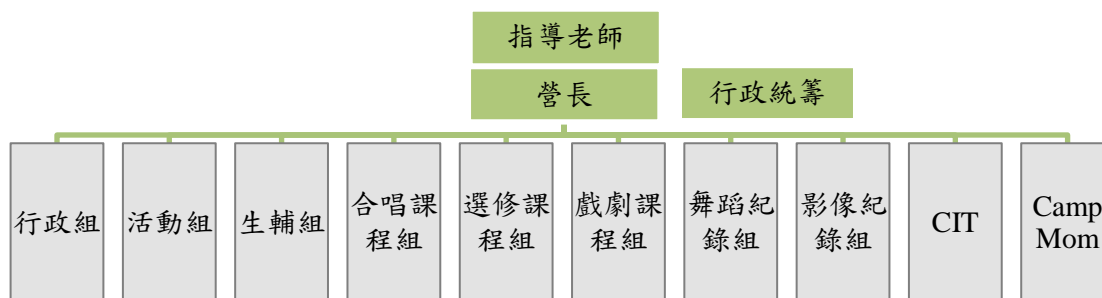 指導老師
營長
行政統籌
行政組
活動組
生輔組
合唱課
程組
選修課
程組
戲劇課
程組
舞蹈紀
錄組
影像紀
錄組
CIT
Camp
Mom